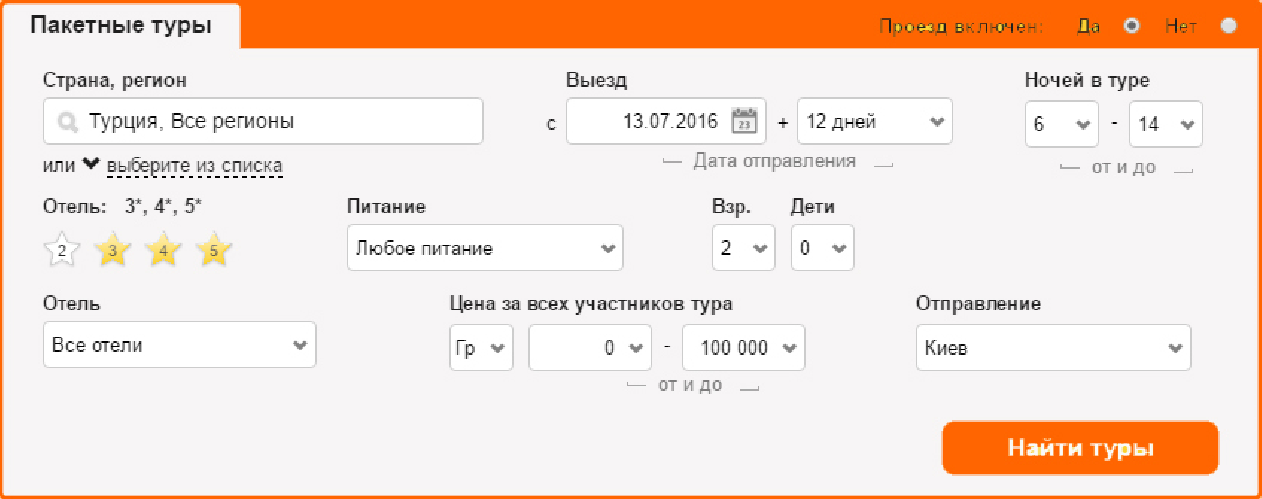 Пакетные туры Проезд включен: Да Нет
Страна, регион Выезд Ночей в туре
Турция, Все регионы с 13.07.2016 23 + 12 дней 6 - 14
или выберите из списка Дата отправления от и до
Отель: 3*, 4*, 5* Питание Взр. Дети
2 3 4 5 Любое питание 2 0
Отель Цена за всех участников тура Отправление
Все отели Гр 0 - 100 000 Киев
от и до
Найти туры